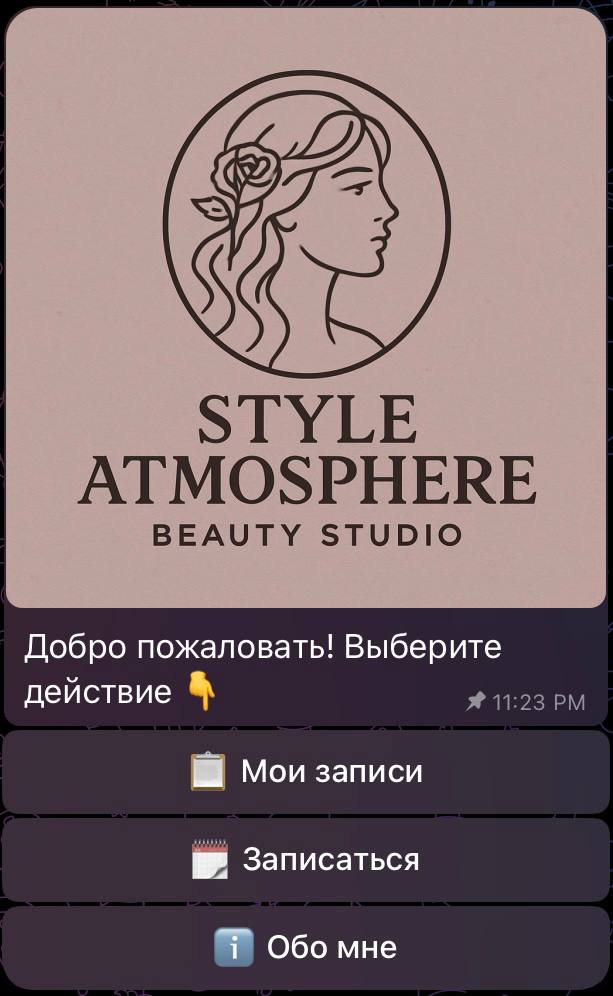 STYLE
ATMOSPHERE
BEAUTY STUDIO
Добро пожаловать! Выберите
действие 👇
11:23 PM
📋 Мои записи
🗓 Записаться
ℹ️ Обо мне